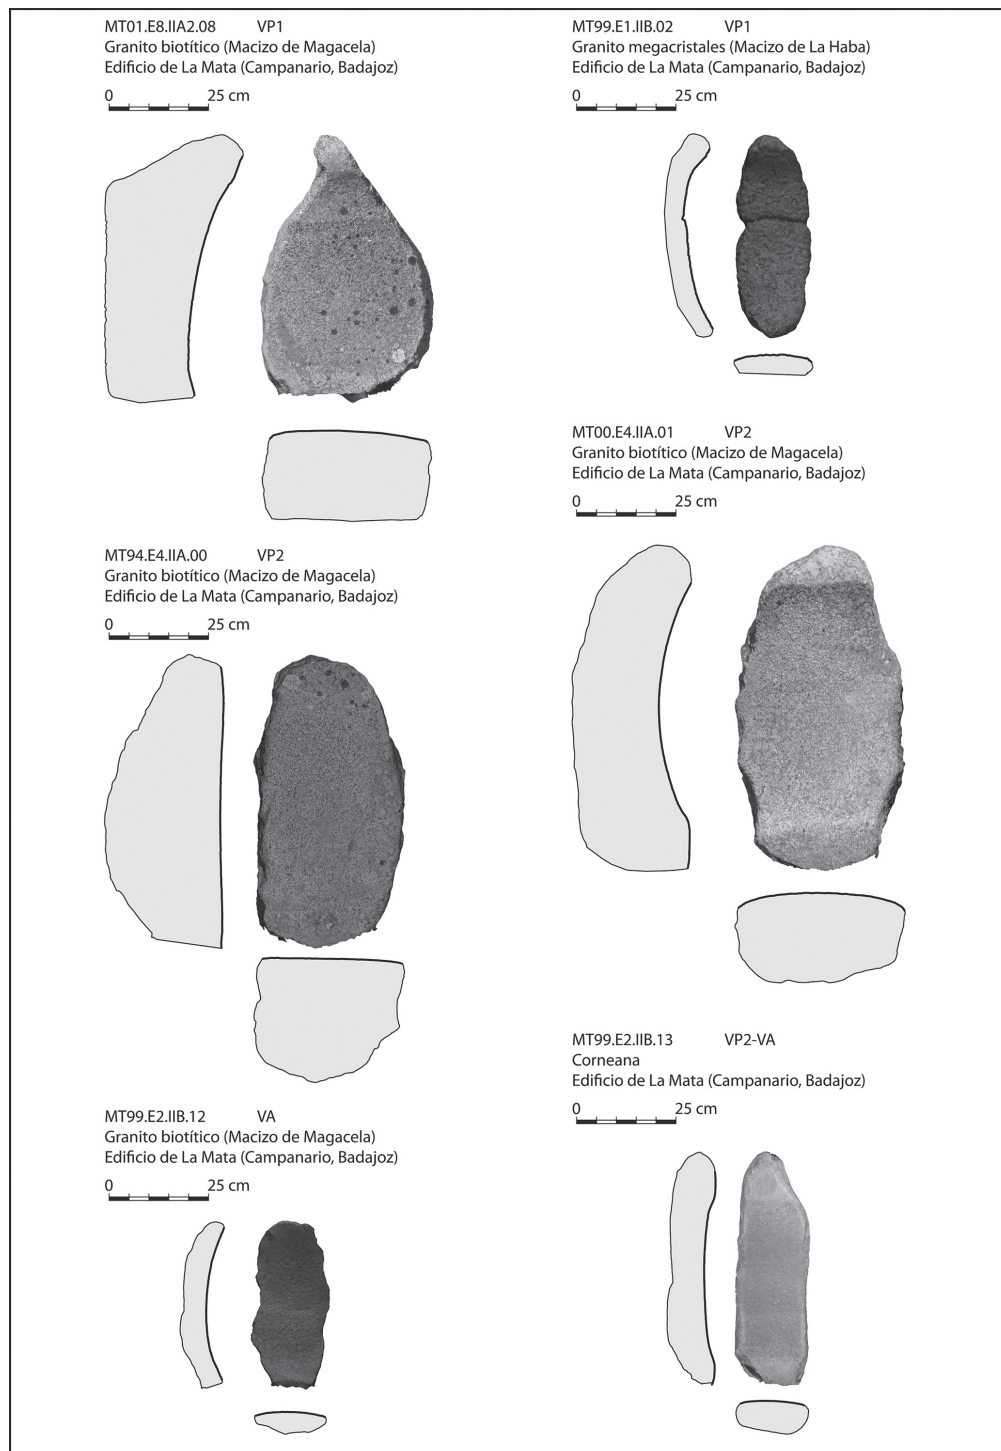 MT01.E8.IIA2.08 VP1
Granito biotítico (Macizo de Magacela)
Edificio de La Mata (Campanario, Badajoz)
0 25 cm
MT94.E4.IIA.00 VP2
Granito biotítico (Macizo de Magacela)
Edificio de La Mata (Campanario, Badajoz)
0 25 cm
MT99.E2.IIB.12 VA
Granito biotítico (Macizo de Magacela)
Edificio de La Mata (Campanario, Badajoz)
0 25 cm
MT99.E1.IIB.02 VP1
Granito megacristales (Macizo de La Haba)
Edificio de La Mata (Campanario, Badajoz)
0 25 cm
MT00.E4.IIA.01 VP2
Granito biotítico (Macizo de Magacela)
Edificio de La Mata (Campanario, Badajoz)
0 25 cm
MT99.E2.IIB.13 VP2-VA
Corneana
Edificio de La Mata (Campanario, Badajoz)
0 25 cm